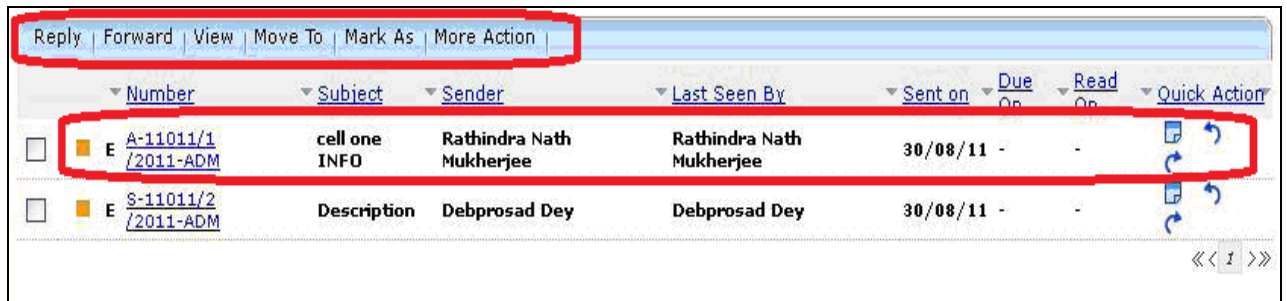 Reply | Forward | View | Move To | Mark As | More Action |
Number Subject Sender Last Seen By Sent on Due On Read On Quick Action
E A-11011/1 /2011-ADM cell one INFO Rathindra Nath Mukherjee Rathindra Nath Mukherjee 30/08/11 - -
E S-11011/2 /2011-ADM Description Debprosad Dey Debprosad Dey 30/08/11 - -
« < 1 > »